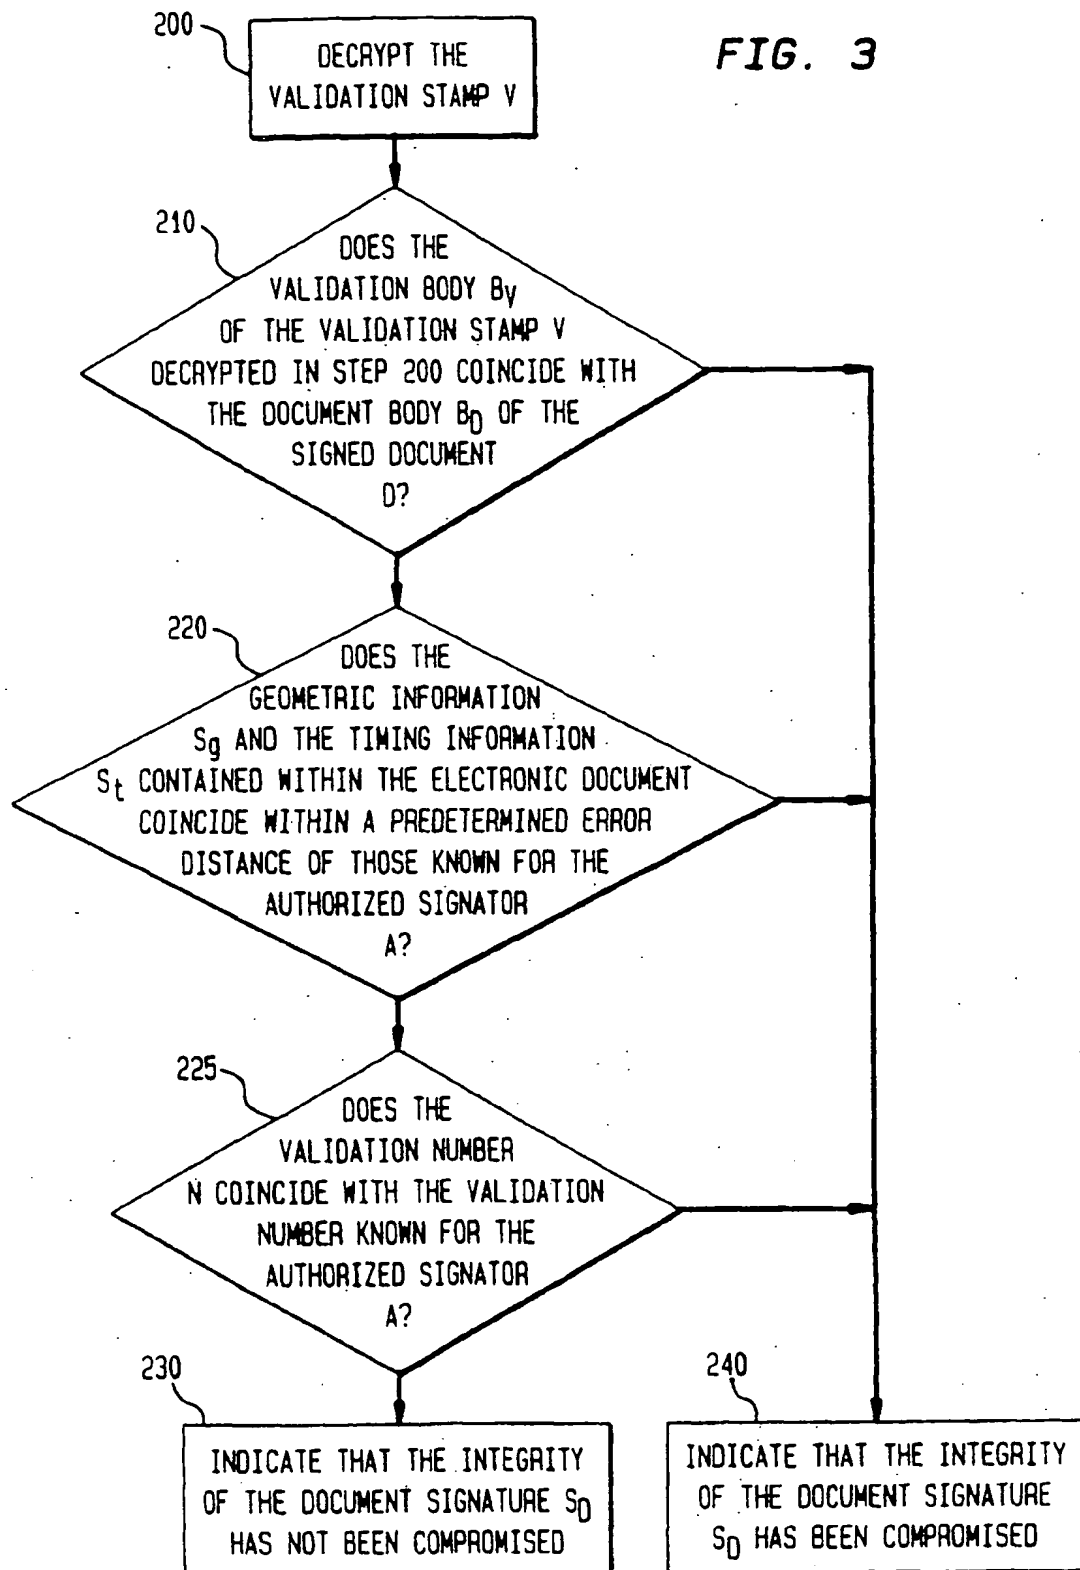 200
FIG. 3
DECRYPT THE
VALIDATION STAMP V
210
DOES THE
VALIDATION BODY BV
OF THE VALIDATION STAMP V
DECRYPTED IN STEP 200 COINCIDE WITH
THE DOCUMENT BODY BD OF THE
SIGNED DOCUMENT
D?
220
DOES THE
GEOMETRIC INFORMATION
Sg AND THE TIMING INFORMATION
St CONTAINED WITHIN THE ELECTRONIC DOCUMENT
COINCIDE WITHIN A PREDETERMINED ERROR
DISTANCE OF THOSE KNOWN FOR THE
AUTHORIZED SIGNATOR
A?
225
DOES THE
VALIDATION NUMBER
N COINCIDE WITH THE VALIDATION
NUMBER KNOWN FOR THE
AUTHORIZED SIGNATOR
A?
230
INDICATE THAT THE INTEGRITY
OF THE DOCUMENT SIGNATURE SD
HAS NOT BEEN COMPROMISED
240
INDICATE THAT THE INTEGRITY
OF THE DOCUMENT SIGNATURE
SD HAS BEEN COMPROMISED